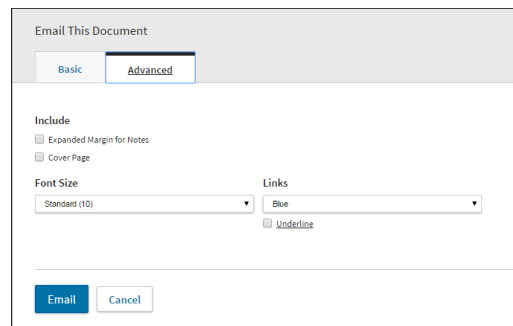 Email This Document
Basic Advanced
Include
Expanded Margin for Notes
Cover Page
Font Size Links
Standard (10) Blue
Underline
Email Cancel